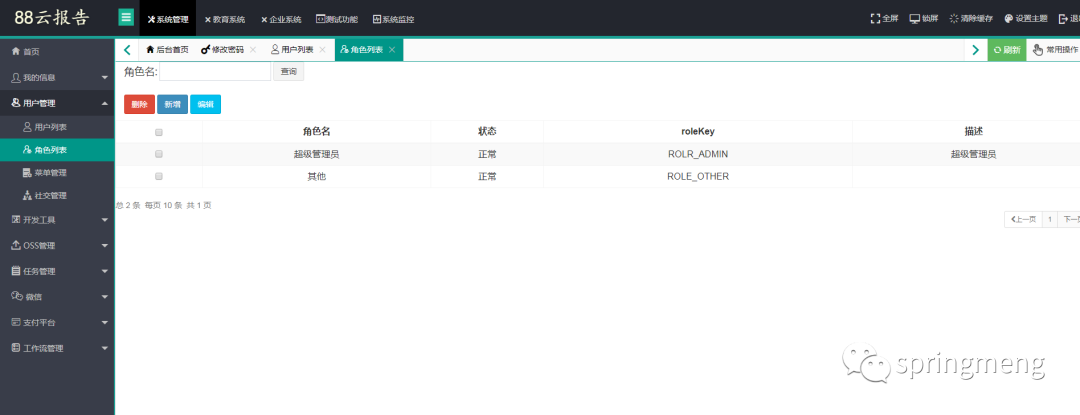 88云报告
系统管理 教育系统 企业系统 测试功能 系统监控 全屏 锁屏 清除缓存 设置主题
后台首页 修改密码 用户列表 角色列表 刷新 常用操作
首页
我的信息
用户管理
用户列表
角色列表
菜单管理
社交管理
开发工具
OSS管理
任务管理
微信
支付平台
工作流管理
角色名: 查询
删除 新增 编辑
角色名 状态 roleKey 描述
超级管理员 正常 ROLR_ADMIN 超级管理员
其他 正常 ROLE_OTHER
总 2 条 每页 10 条 共 1 页
上一页 1 下一页
springmeng